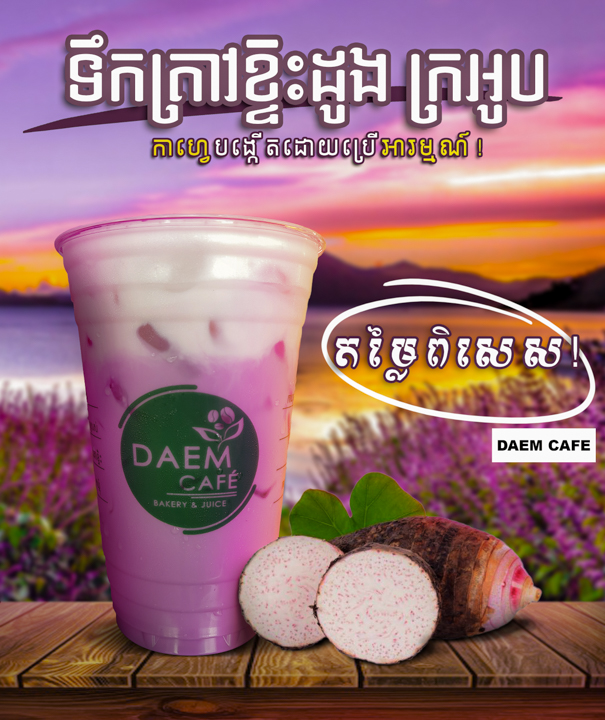 ទឹកត្រាវខ្ទិះដូង ក្រអូប
កាហ្វេបង្កើតដោយប្រើអារម្មណ៍ !
តម្លៃពិសេស!
DAEM CAFE
DAEM
CAFÉ
BAKERY & JUICE